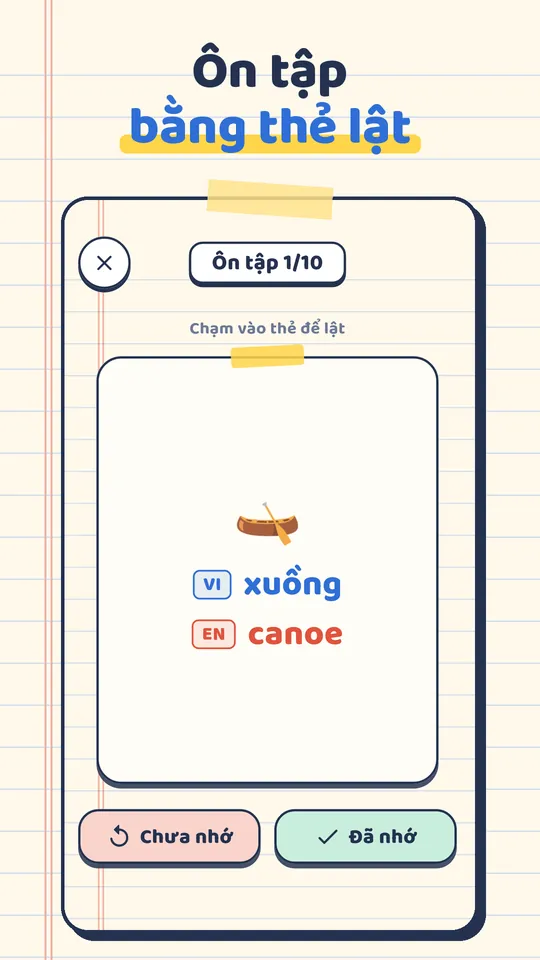 Ôn tập
bằng thẻ lật
Ôn tập 1/10
Chạm vào thẻ để lật
VI xuồng
EN canoe
Chưa nhớ
Đã nhớ